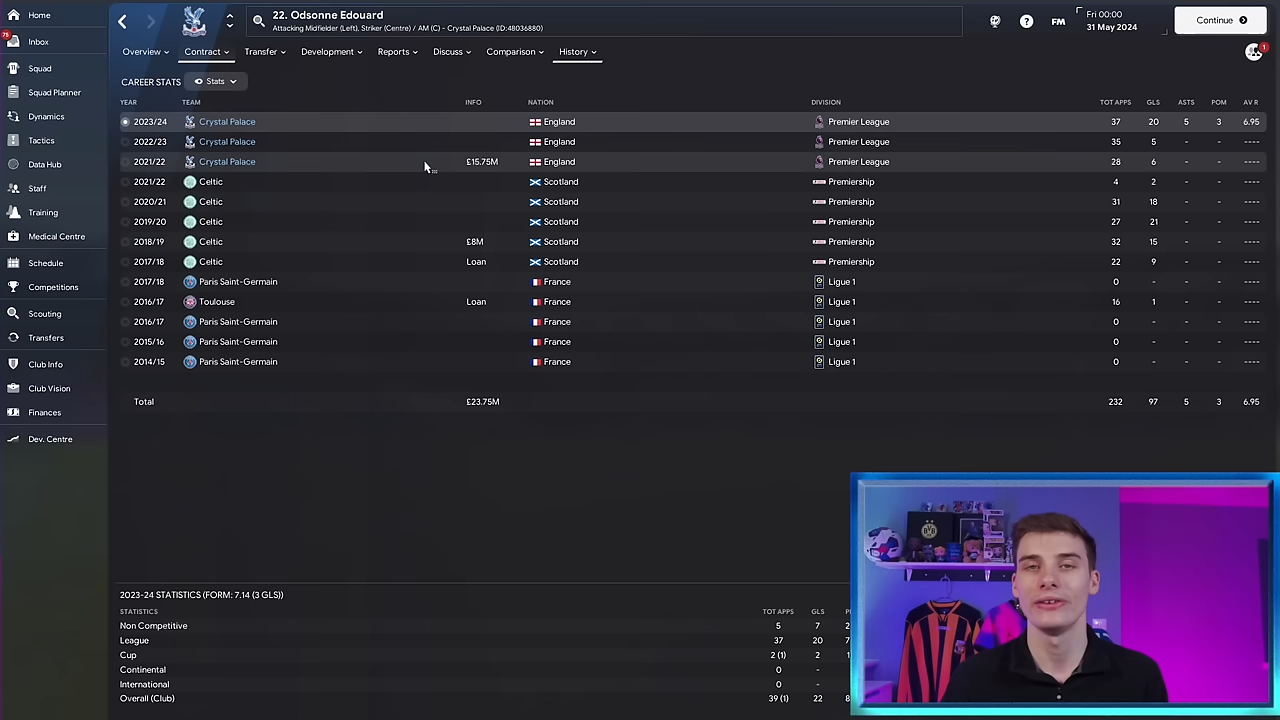 Home
75
Inbox
Squad
Squad Planner
Dynamics
Tactics
Data Hub
Staff
Training
Medical Centre
Schedule
Competitions
Scouting
Transfers
Club Info
Club Vision
Finances
Dev. Centre
22. Odsonne Edouard
Attacking Midfielder (Left), Striker (Centre) / AM (C) - Crystal Palace (ID:48036880)
?
FM
Fri 00:00
31 May 2024
Continue
Overview Contract Transfer Development Reports Discuss Comparison History
1
CAREER STATS Stats
YEAR TEAM INFO NATION DIVISION TOT APPS GLS ASTS POM AV R
2023/24 Crystal Palace England Premier League 37 20 5 3 6.95
2022/23 Crystal Palace England Premier League 35 5 - - ----
2021/22 Crystal Palace £15.75M England Premier League 28 6 - - ----
2021/22 Celtic Scotland Premiership 4 2 - - ----
2020/21 Celtic Scotland Premiership 31 18 - - ----
2019/20 Celtic Scotland Premiership 27 21 - - ----
2018/19 Celtic £8M Scotland Premiership 32 15 - - ----
2017/18 Celtic Loan Scotland Premiership 22 9 - - ----
2017/18 Paris Saint-Germain France Ligue 1 0 - - - ----
2016/17 Toulouse Loan France Ligue 1 16 1 - - ----
2016/17 Paris Saint-Germain France Ligue 1 0 - - - ----
2015/16 Paris Saint-Germain France Ligue 1 0 - - - ----
2014/15 Paris Saint-Germain France Ligue 1 0 - - - ----
Total £23.75M 232 97 5 3 6.95
2023-24 STATISTICS (FORM: 7.14 (3 GLS))
STATISTICS TOT APPS GLS
Non Competitive 5 7 2
League 37 20 7
Cup 2 (1) 2 1
Continental 0 -
International 0 -
Overall (Club) 39 (1) 22 8
BVB
09